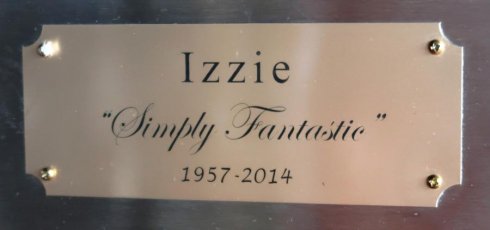 Izzie
“Simply Fantastic”
1957-2014